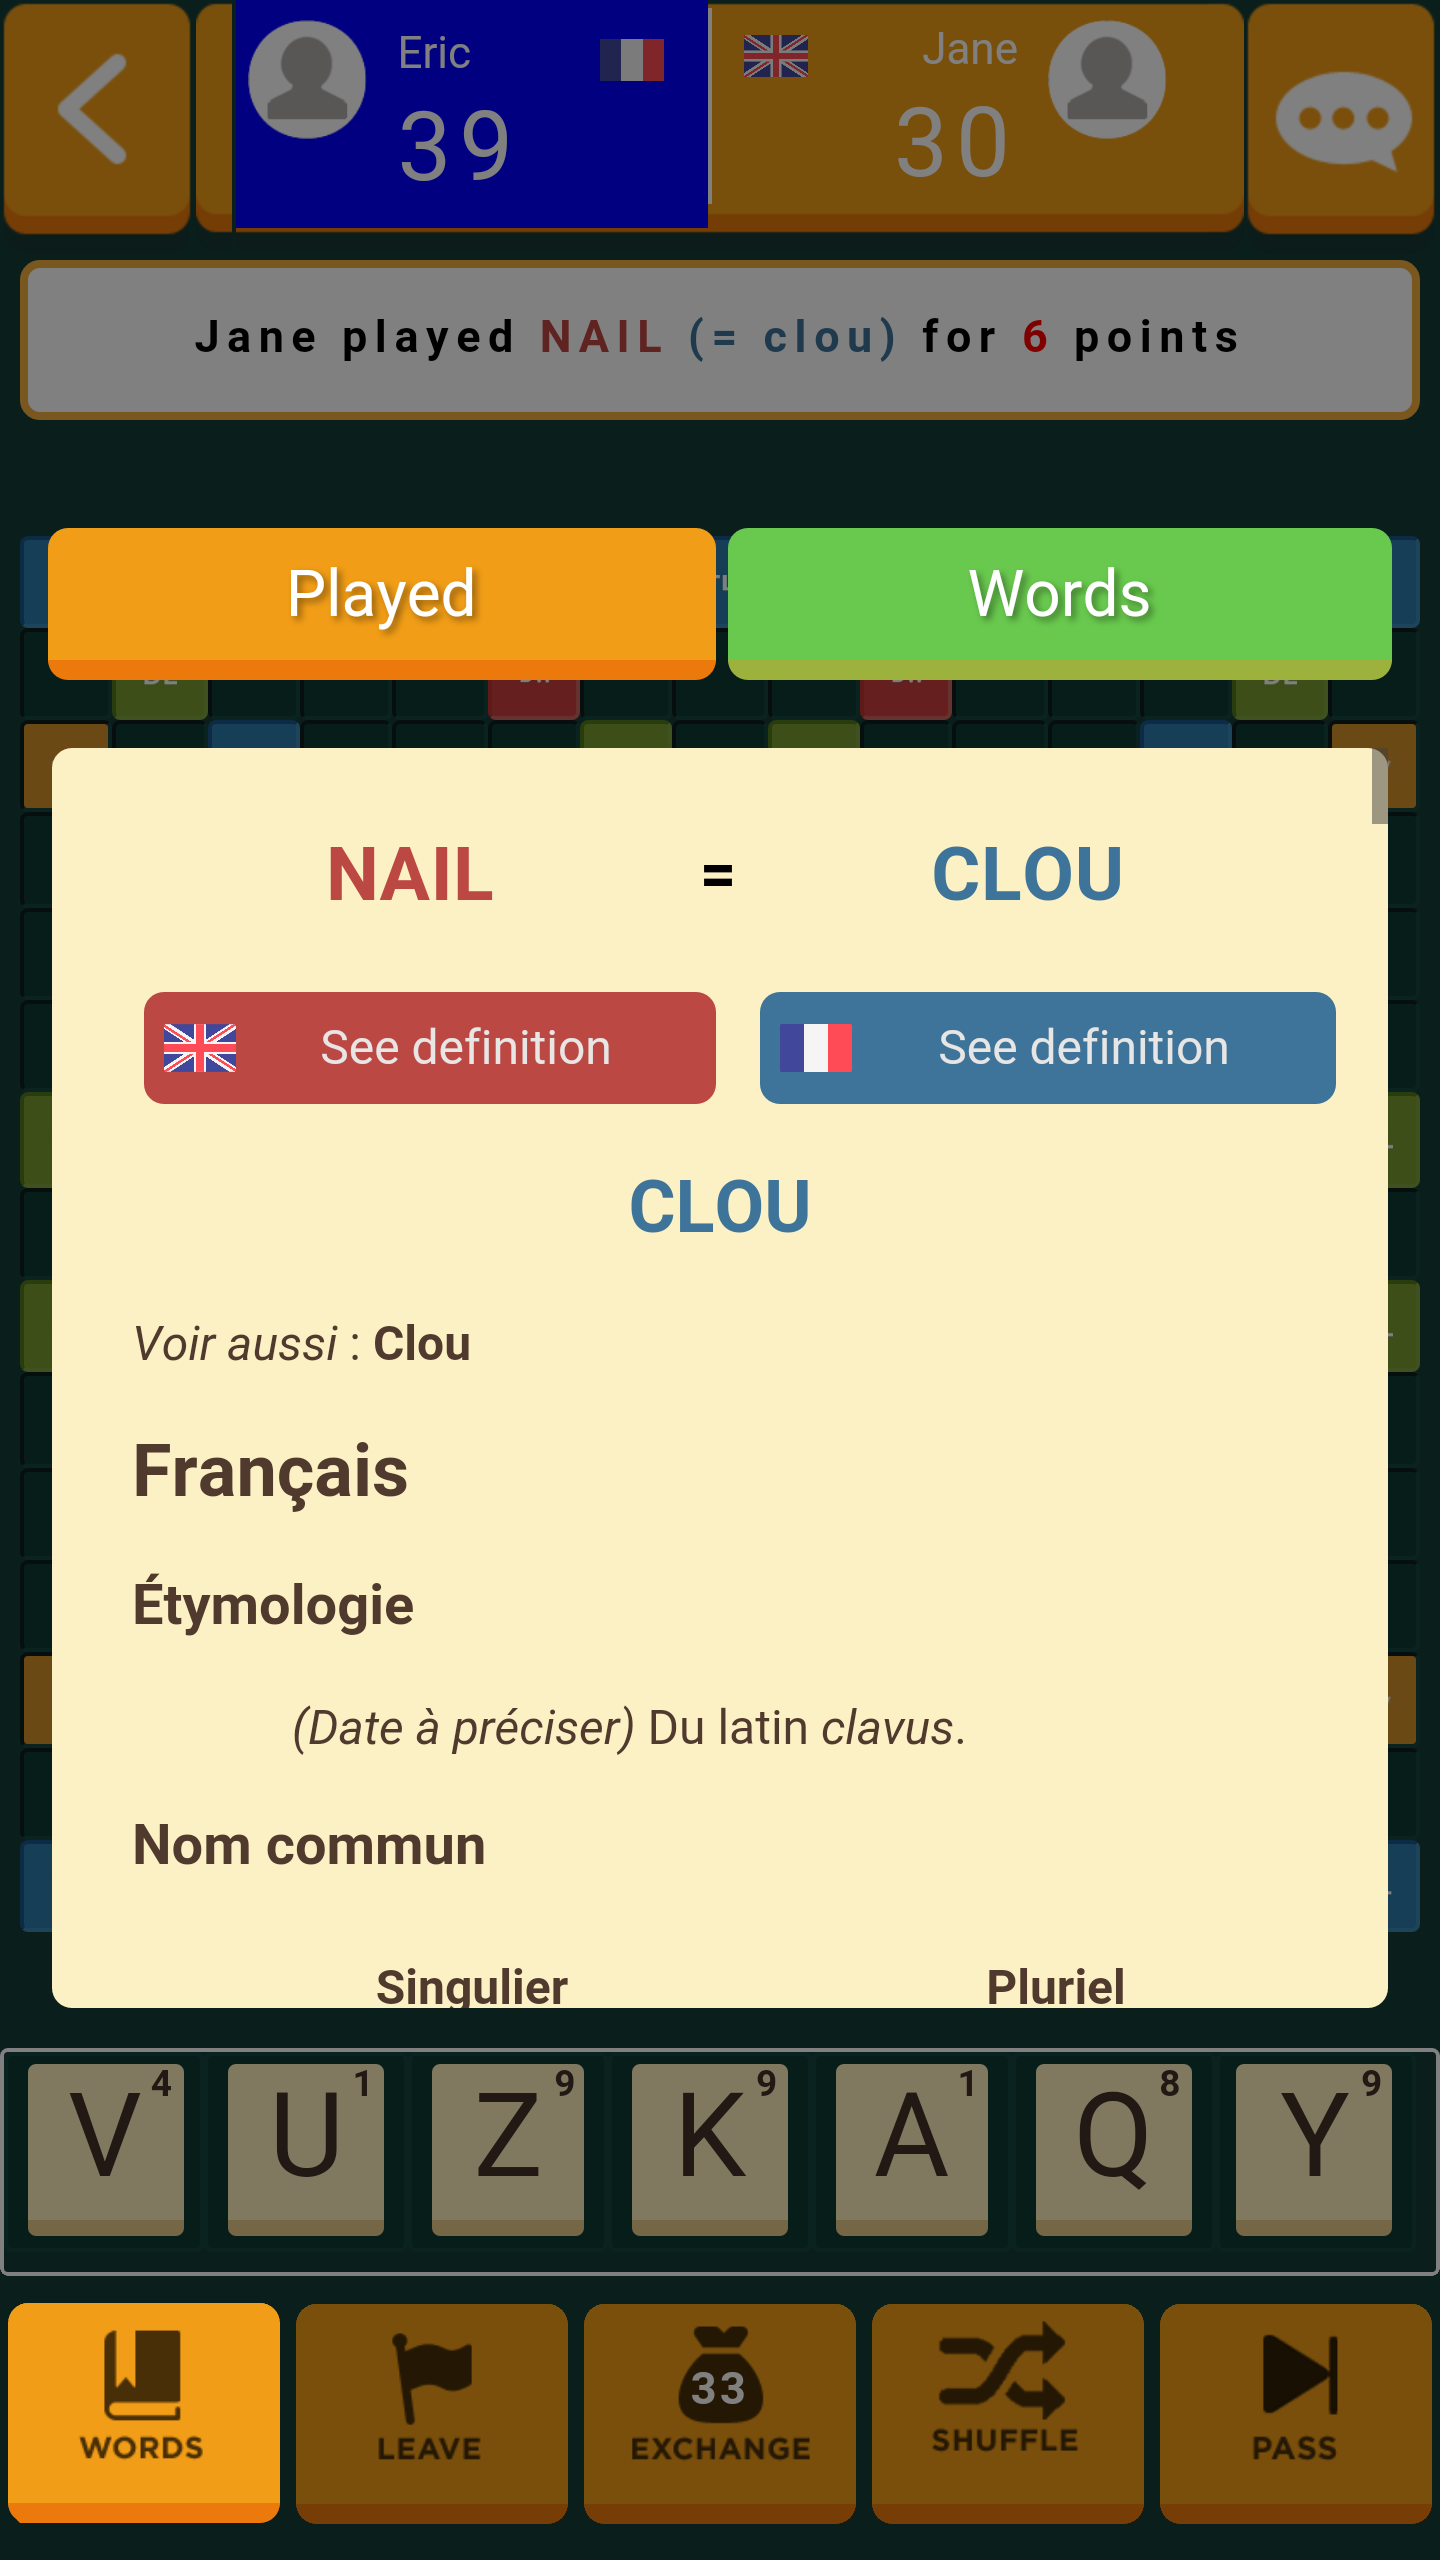 Eric
39
Jane
30
Jane played NAIL (= clou) for 6 points
Played
Words
NAIL = CLOU
See definition
See definition
CLOU
Voir aussi : Clou
Français
Étymologie
(Date à préciser) Du latin clavus.
Nom commun
Singulier Pluriel
V 4 U 1 Z 9 K 9 A 1 Q 8 Y 9
33
WORDS LEAVE EXCHANGE SHUFFLE PASS